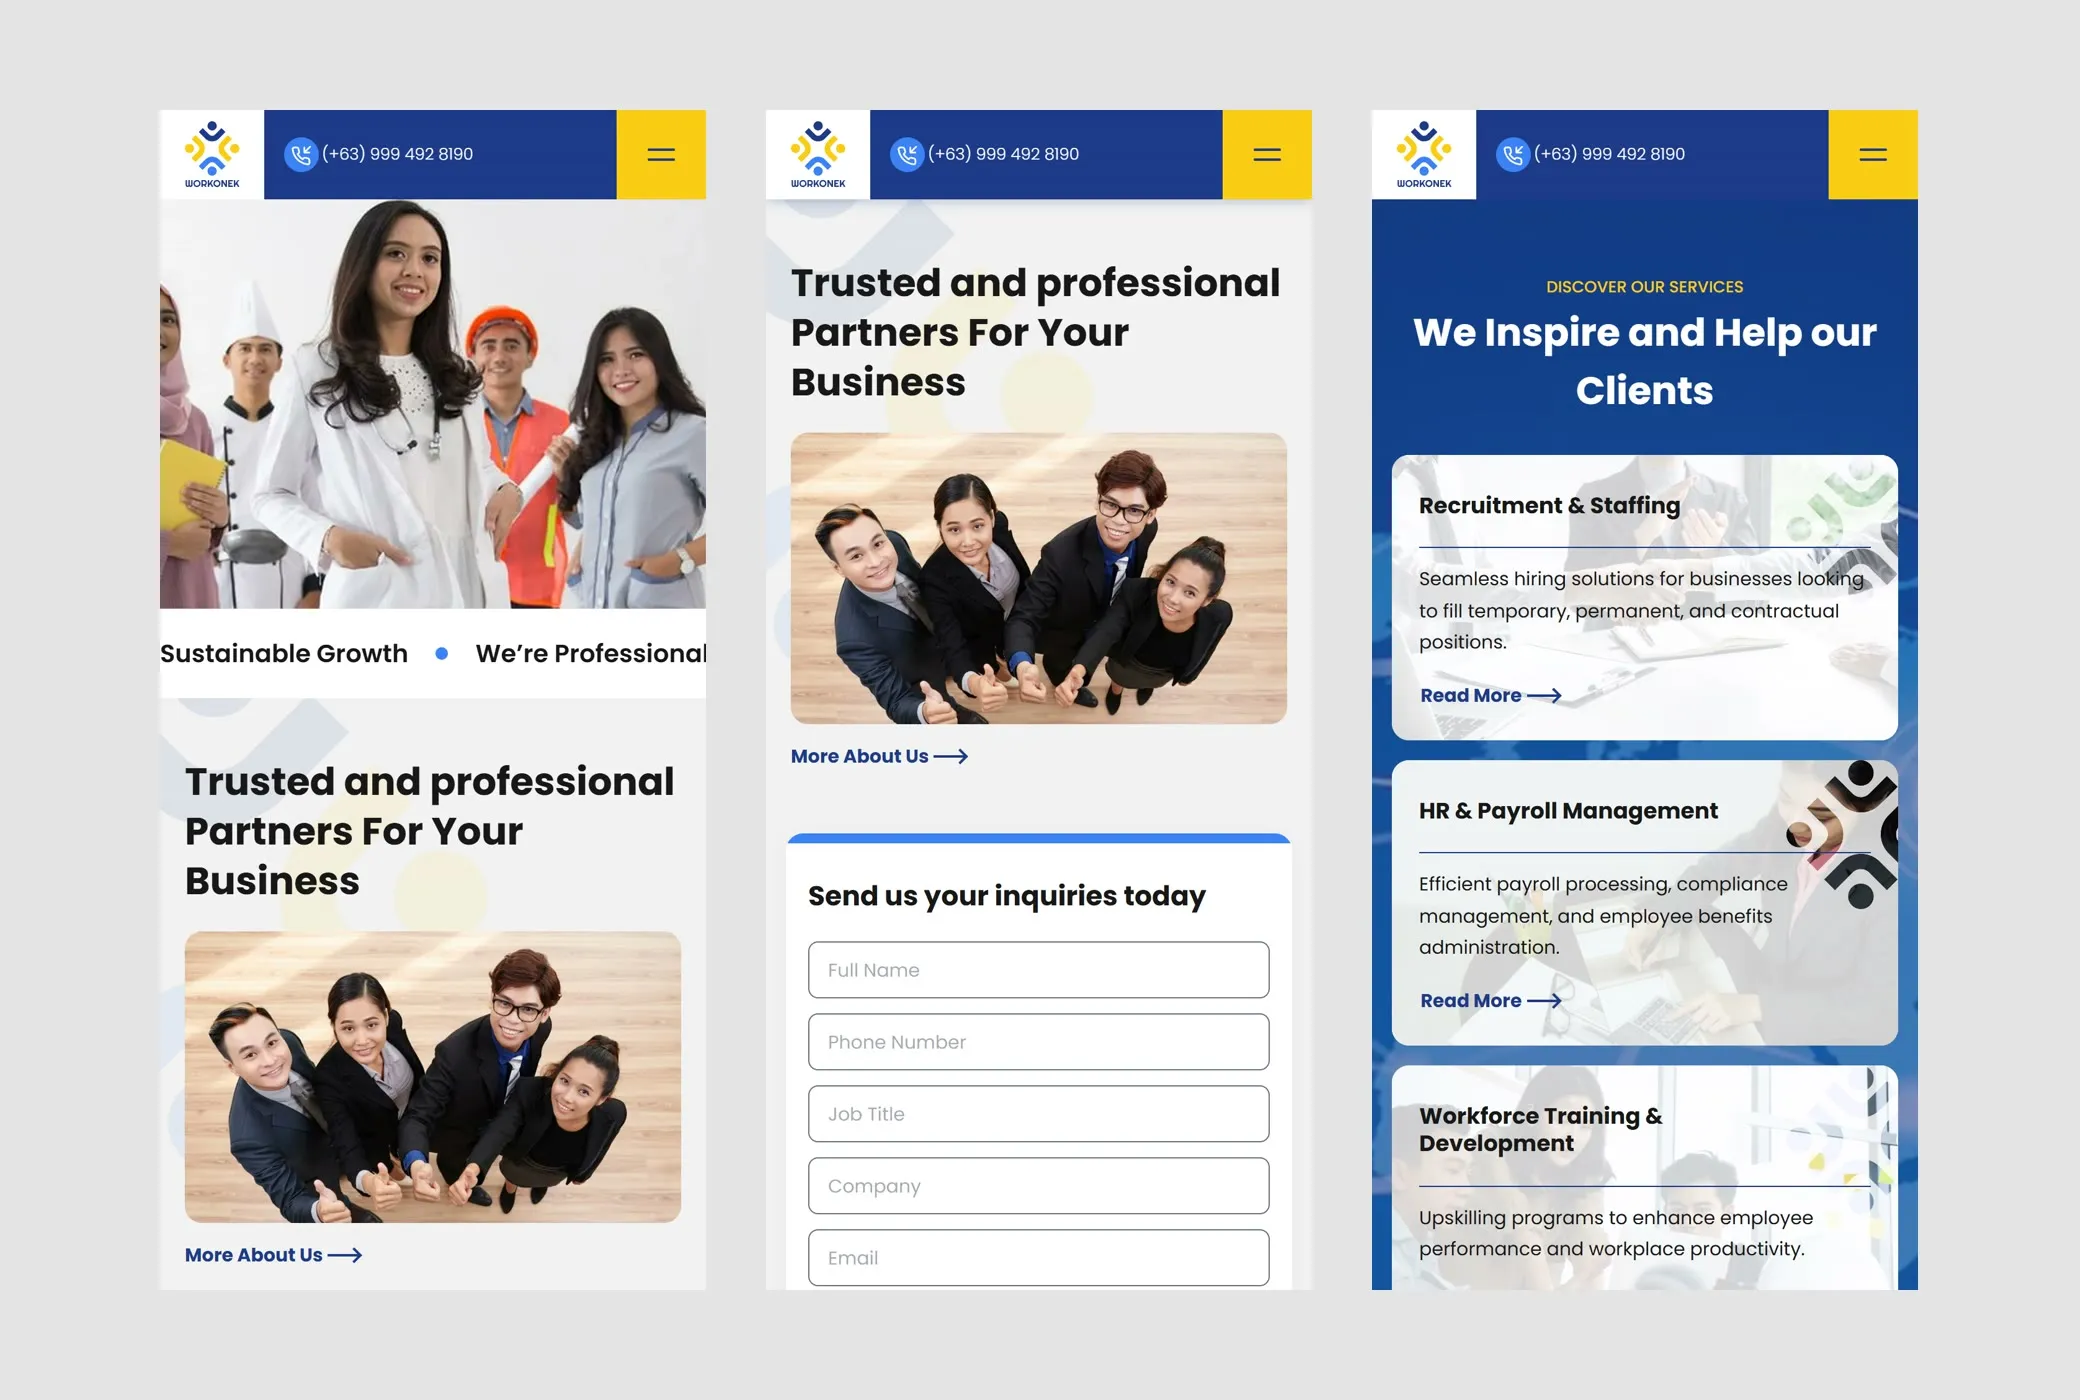 WORKONEK
(+63) 999 492 8190
Sustainable Growth
We're Professional
Trusted and professional
Partners For Your
Business
More About Us
WORKONEK
(+63) 999 492 8190
Trusted and professional
Partners For Your
Business
More About Us
Send us your inquiries today
Full Name
Phone Number
Job Title
Company
Email
WORKONEK
(+63) 999 492 8190
DISCOVER OUR SERVICES
We Inspire and Help our
Clients
Recruitment & Staffing
Seamless hiring solutions for businesses looking
to fill temporary, permanent, and contractual
positions.
Read More
HR & Payroll Management
Efficient payroll processing, compliance
management, and employee benefits
administration.
Read More
Workforce Training &
Development
Upskilling programs to enhance employee
performance and workplace productivity.